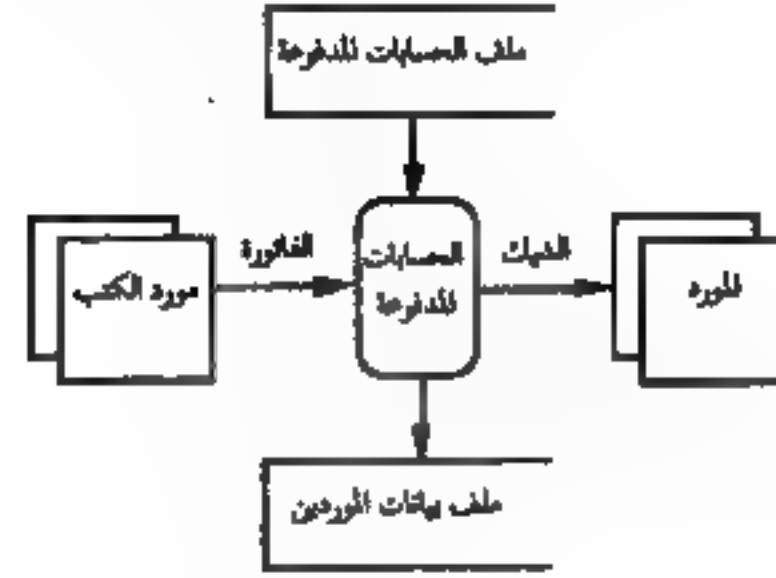 ملف الحسابات المدفوعة
الفاتورة
الشيك
مورد الكتب
الحسابات
المدفوعة
المورد
ملف بيانات الموردين